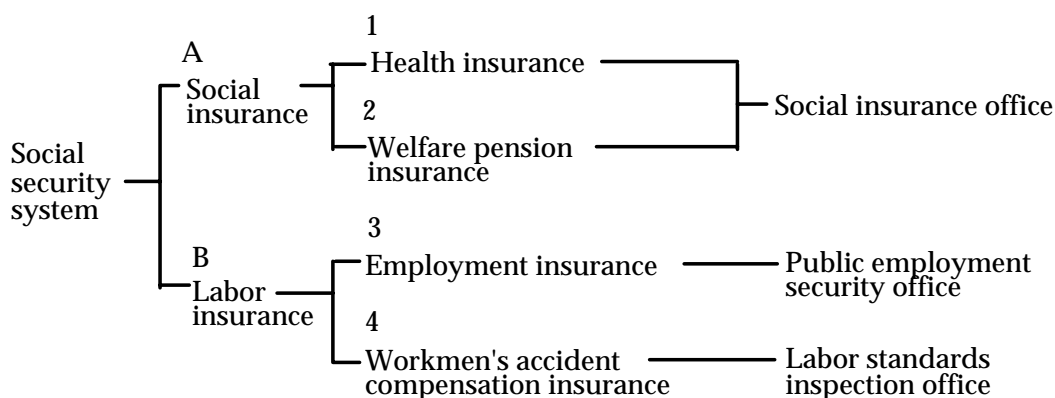 Social
security
system
A
Social
insurance
1
Health insurance
2
Welfare pension
insurance
Social insurance office
B
Labor
insurance
3
Employment insurance
Public employment
security office
4
Workmen's accident
compensation insurance
Labor standards
inspection office